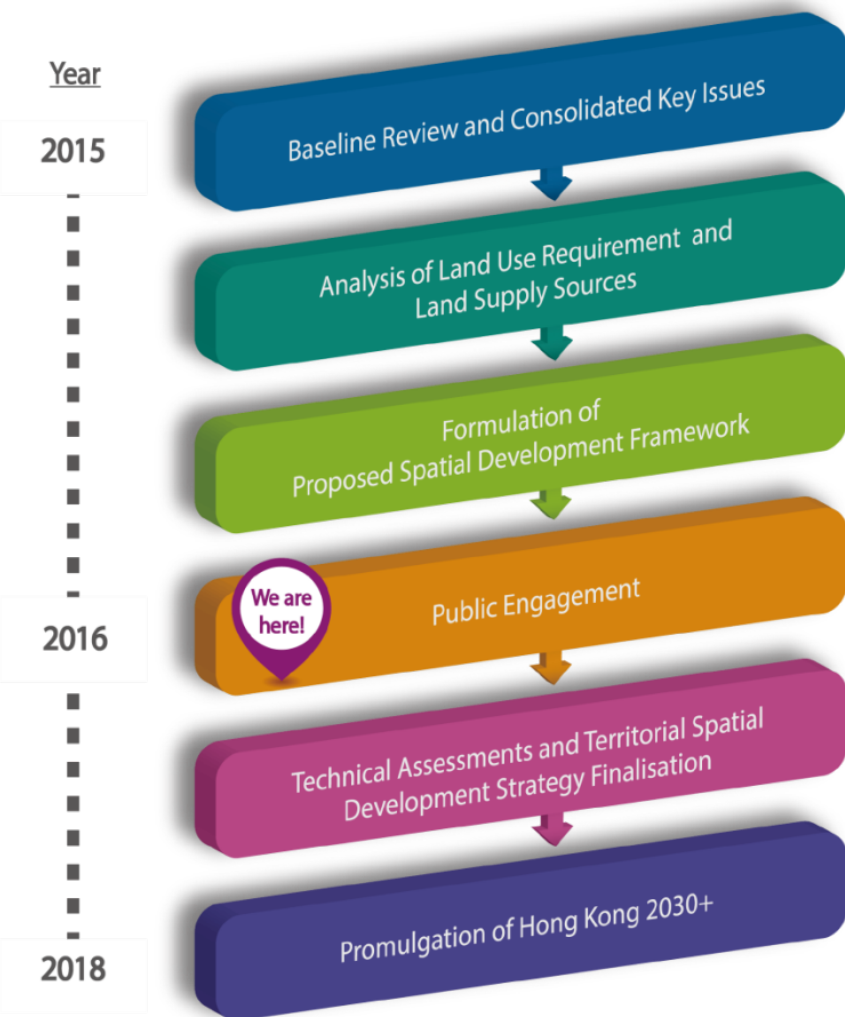 Year
2015
Baseline Review and Consolidated Key Issues
Analysis of Land Use Requirement and
Land Supply Sources
Formulation of
Proposed Spatial Development Framework
2016
We are
here!
Public Engagement
Technical Assessments and Territorial Spatial
Development Strategy Finalisation
2018
Promulgation of Hong Kong 2030+